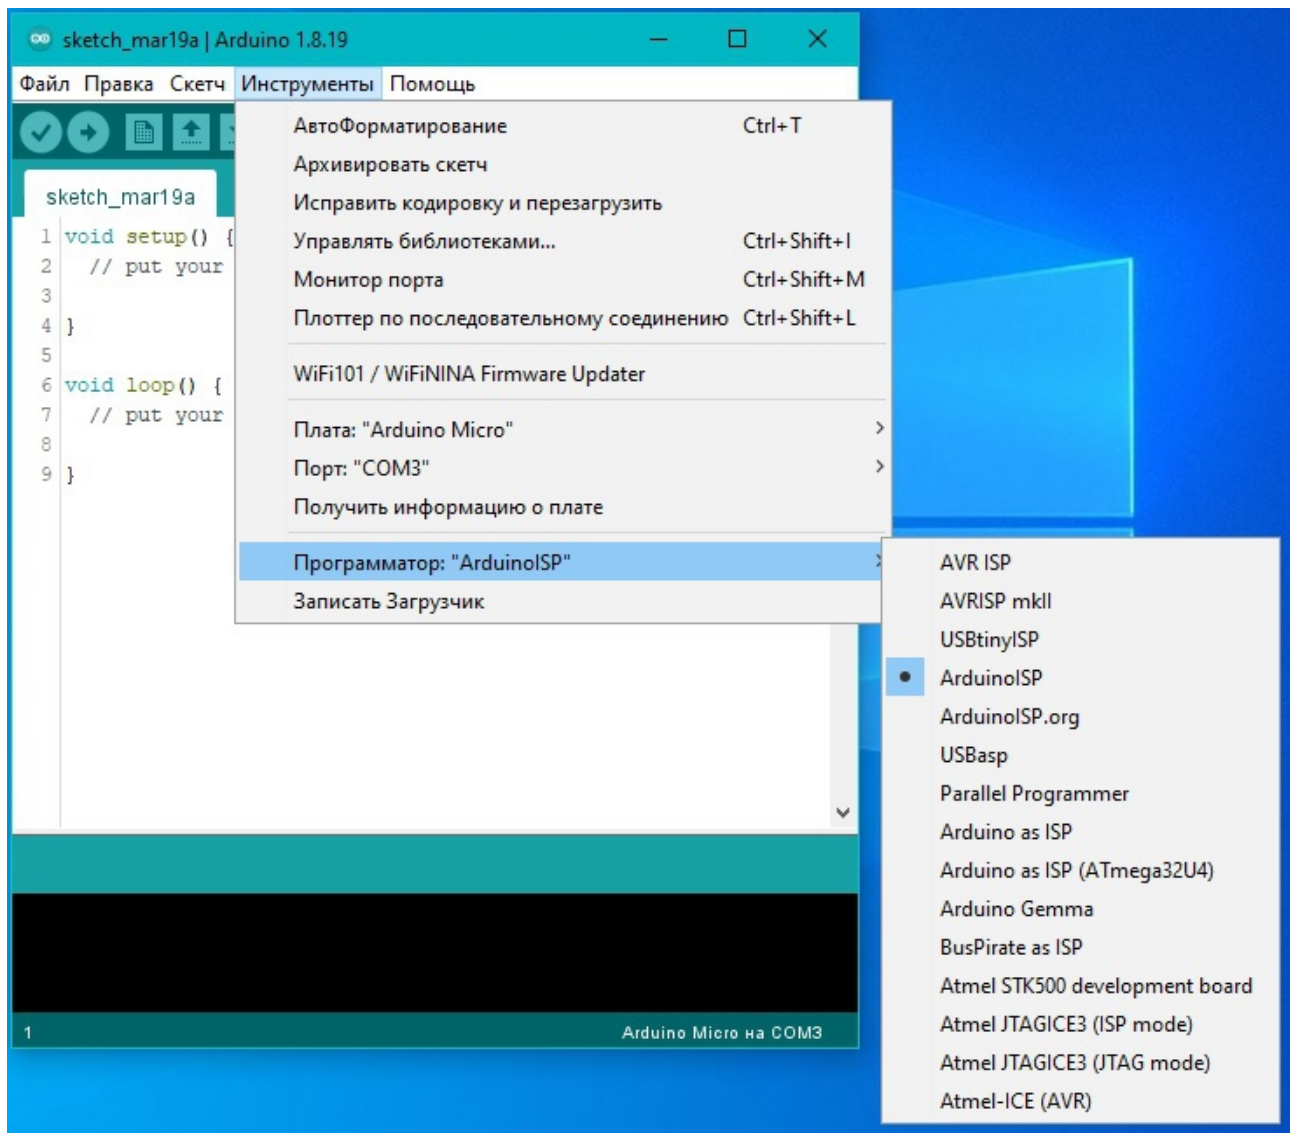 sketch_mar19a | Arduino 1.8.19
Файл Правка Скетч Инструменты Помощь
АвтоФорматирование Ctrl+T
Архивировать скетч
Исправить кодировку и перезагрузить
Управлять библиотеками... Ctrl+Shift+I
Монитор порта Ctrl+Shift+M
Плоттер по последовательному соединению Ctrl+Shift+L
WiFi101 / WiFiNINA Firmware Updater
Плата: "Arduino Micro"
Порт: "COM3"
Получить информацию о плате
Программатор: "ArduinoISP"
Записать Загрузчик
sketch_mar19a
1 void setup() {
2 // put your
3
4 }
5
6 void loop() {
7 // put your
8
9 }
AVR ISP
AVRISP mkII
USBtinyISP
ArduinoISP
ArduinoISP.org
USBasp
Parallel Programmer
Arduino as ISP
Arduino as ISP (ATmega32U4)
Arduino Gemma
BusPirate as ISP
Atmel STK500 development board
Atmel JTAGICE3 (ISP mode)
Atmel JTAGICE3 (JTAG mode)
Atmel-ICE (AVR)
1 Arduino Micro на COM3